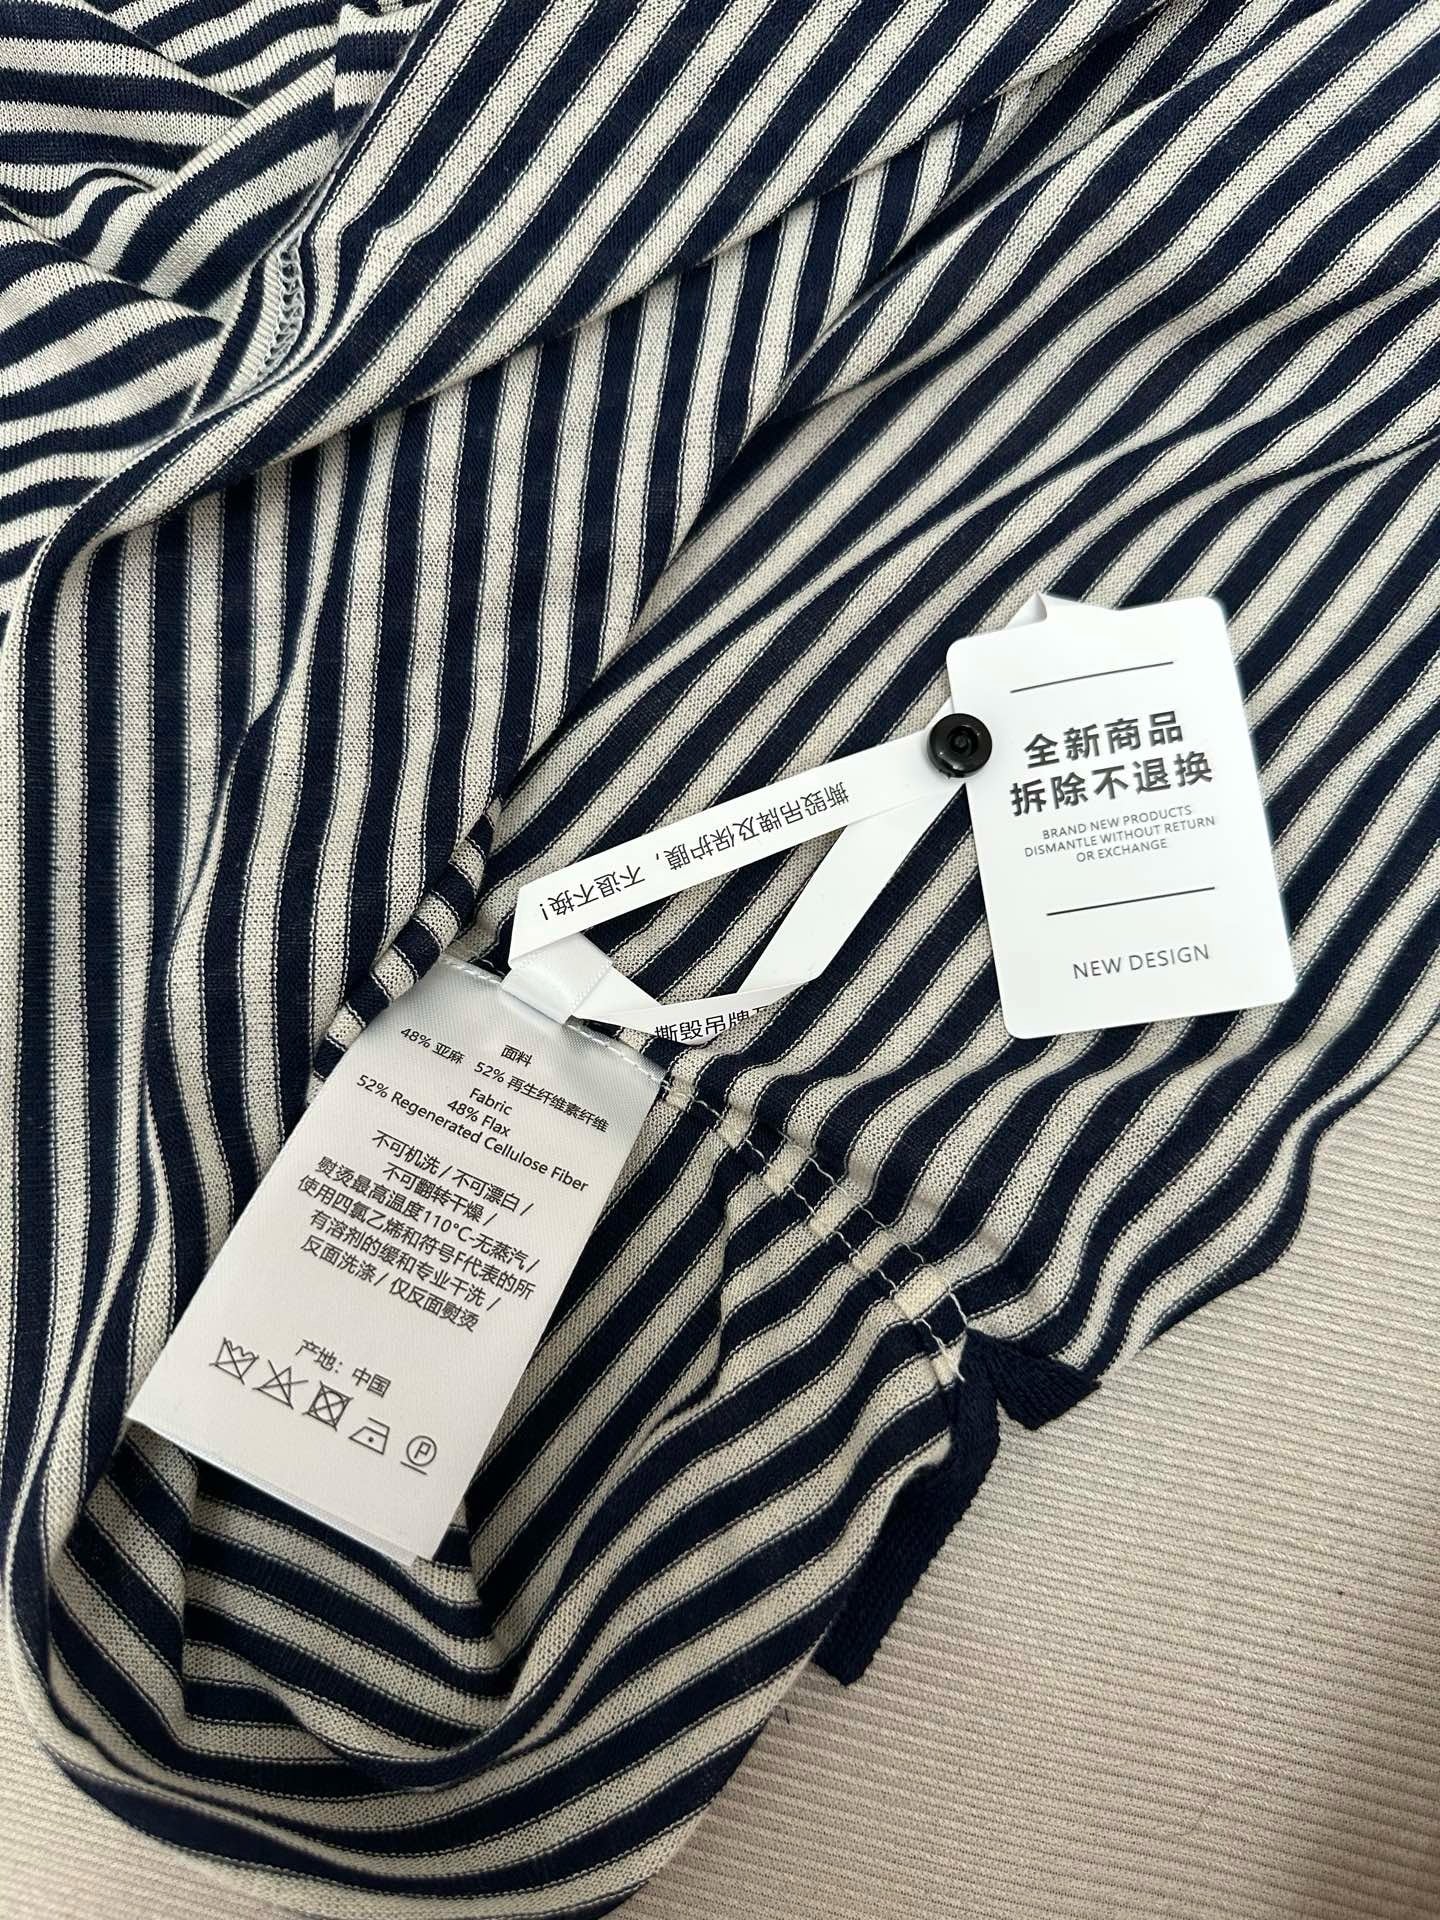 全新商品
拆除不退换
BRAND NEW PRODUCTS
DISMANTLE WITHOUT RETURN
OR EXCHANGE
NEW DESIGN
撕毁吊牌及保护膜，不退不换！
撕毁吊牌
面料
48% 亚麻 52% 再生纤维素纤维
Fabric
48% Flax
52% Regenerated Cellulose Fiber
不可机洗 / 不可漂白 /
不可翻转干燥 /
熨烫最高温度110°C-无蒸汽 /
使用四氯乙烯和符号F代表的所
有溶剂的缓和专业干洗 /
反面洗涤 / 仅反面熨烫
产地：中国
P